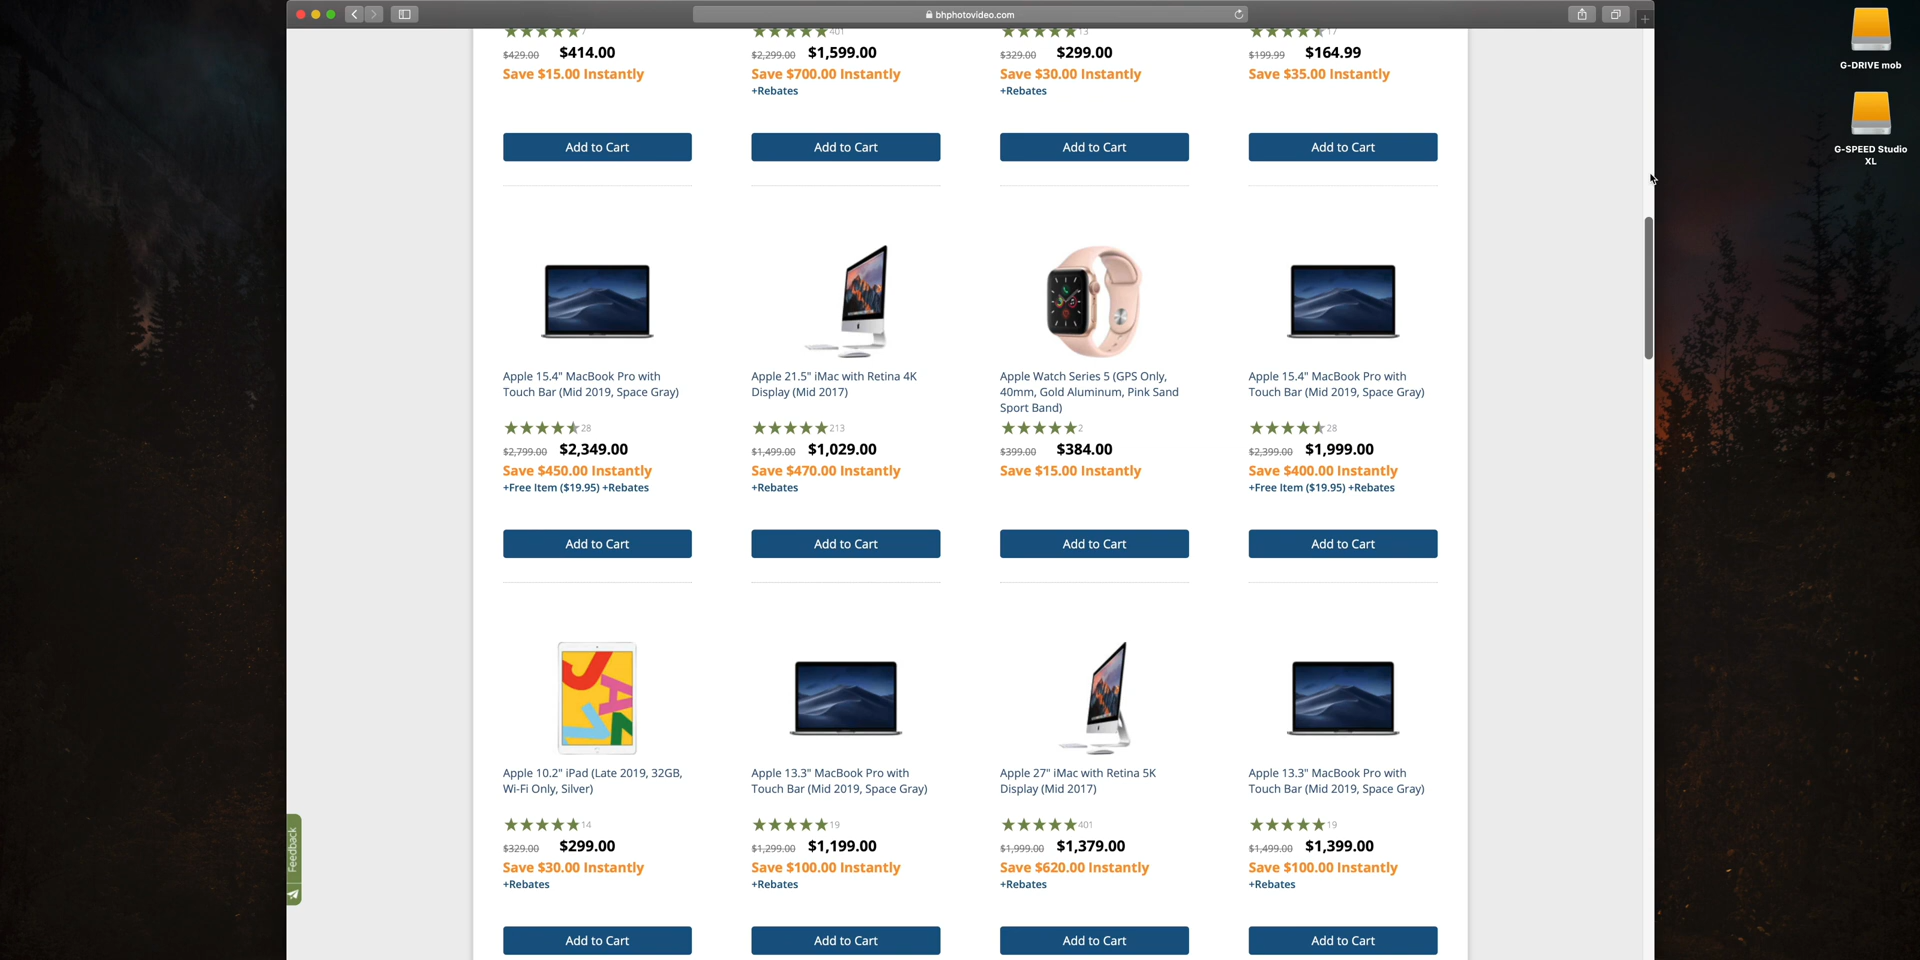 bhphotovideo.com
G-DRIVE mob
G-SPEED Studio
XL
7
401
13
17
$429.00 $414.00
$2,299.00 $1,599.00
$329.00 $299.00
$199.99 $164.99
Save $15.00 Instantly
Save $700.00 Instantly
Save $30.00 Instantly
Save $35.00 Instantly
+Rebates
+Rebates
Add to Cart
Add to Cart
Add to Cart
Add to Cart
Apple 15.4" MacBook Pro with
Touch Bar (Mid 2019, Space Gray)
28
$2,799.00 $2,349.00
Save $450.00 Instantly
+Free Item ($19.95) +Rebates
Add to Cart
Apple 21.5" iMac with Retina 4K
Display (Mid 2017)
213
$1,499.00 $1,029.00
Save $470.00 Instantly
+Rebates
Add to Cart
Apple Watch Series 5 (GPS Only,
40mm, Gold Aluminum, Pink Sand
Sport Band)
2
$399.00 $384.00
Save $15.00 Instantly
Add to Cart
Apple 15.4" MacBook Pro with
Touch Bar (Mid 2019, Space Gray)
28
$2,399.00 $1,999.00
Save $400.00 Instantly
+Free Item ($19.95) +Rebates
Add to Cart
Apple 10.2" iPad (Late 2019, 32GB,
Wi-Fi Only, Silver)
14
$329.00 $299.00
Save $30.00 Instantly
+Rebates
Add to Cart
Apple 13.3" MacBook Pro with
Touch Bar (Mid 2019, Space Gray)
19
$1,299.00 $1,199.00
Save $100.00 Instantly
+Rebates
Add to Cart
Apple 27" iMac with Retina 5K
Display (Mid 2017)
401
$1,999.00 $1,379.00
Save $620.00 Instantly
+Rebates
Add to Cart
Apple 13.3" MacBook Pro with
Touch Bar (Mid 2019, Space Gray)
19
$1,499.00 $1,399.00
Save $100.00 Instantly
+Rebates
Add to Cart
Feedback